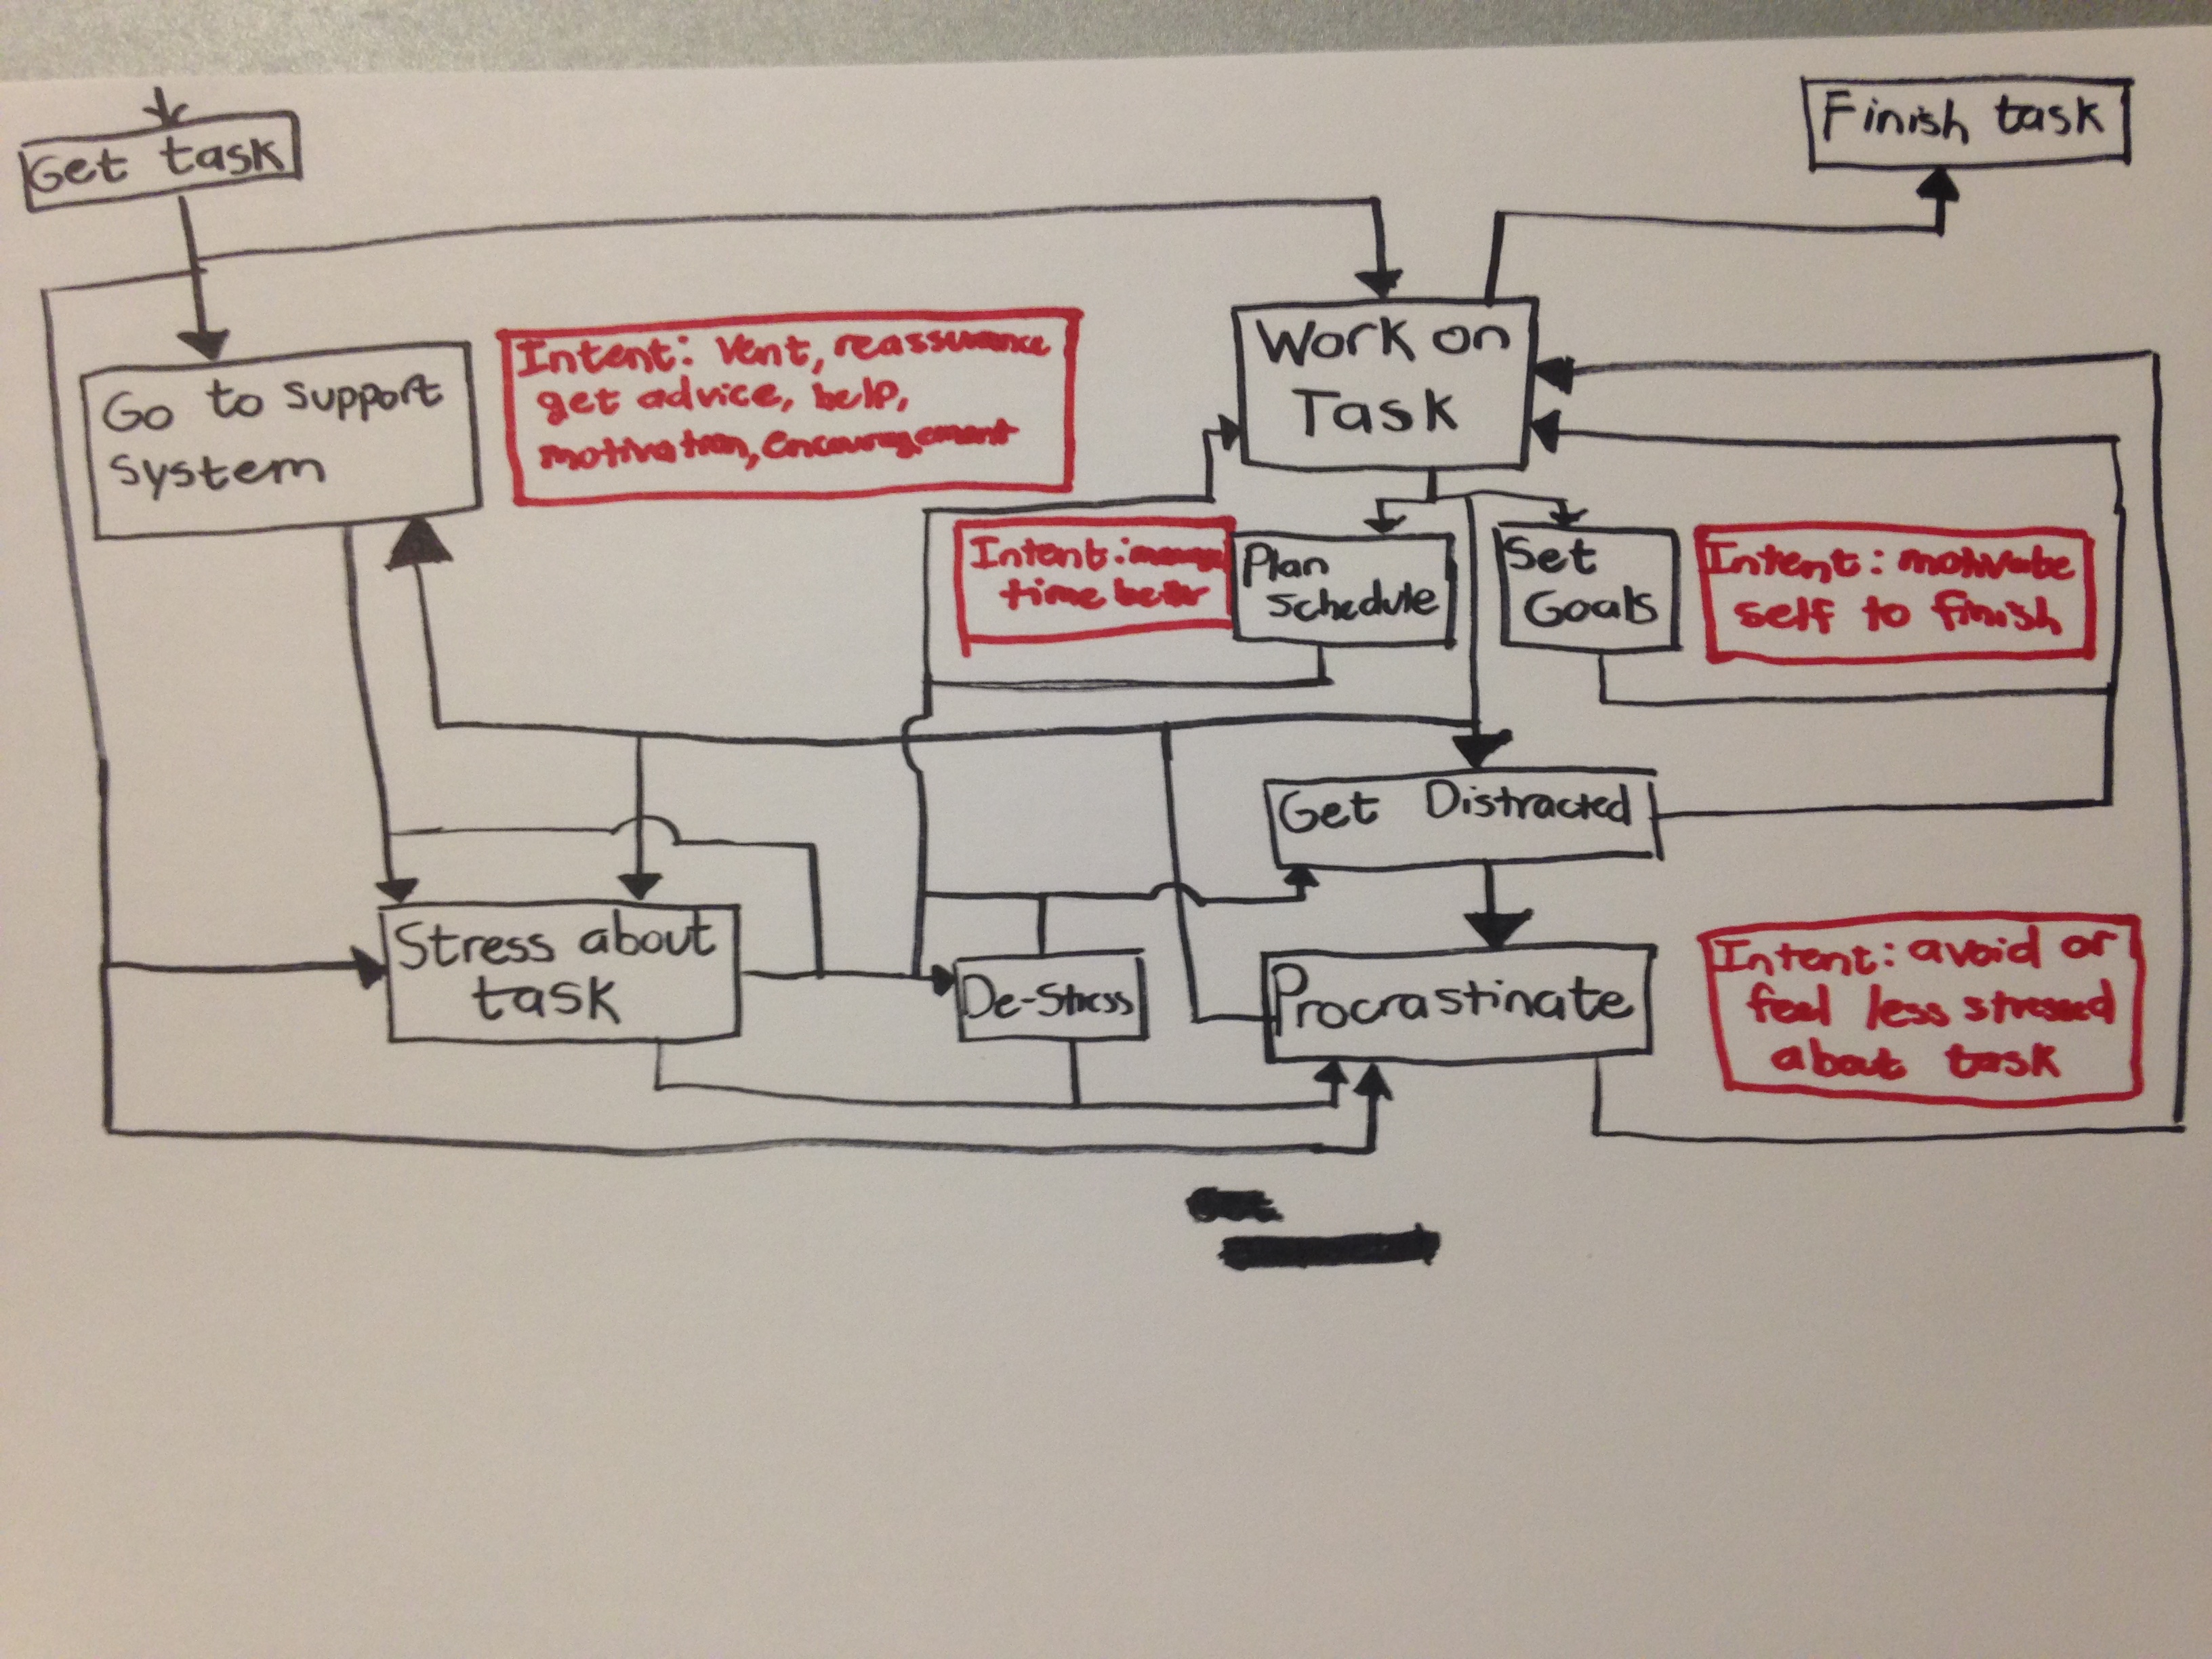 Get task
Finish task
Go to support
system
Intent: Vent, reassurance
get advice, help,
motivation, encouragement
Work on
Task
Intent: manage
time better
Plan
Schedule
Set
Goals
Intent: motivate
self to finish
Get Distracted
Stress about
task
De-Stress
Procrastinate
Intent: avoid or
feel less stressed
about task